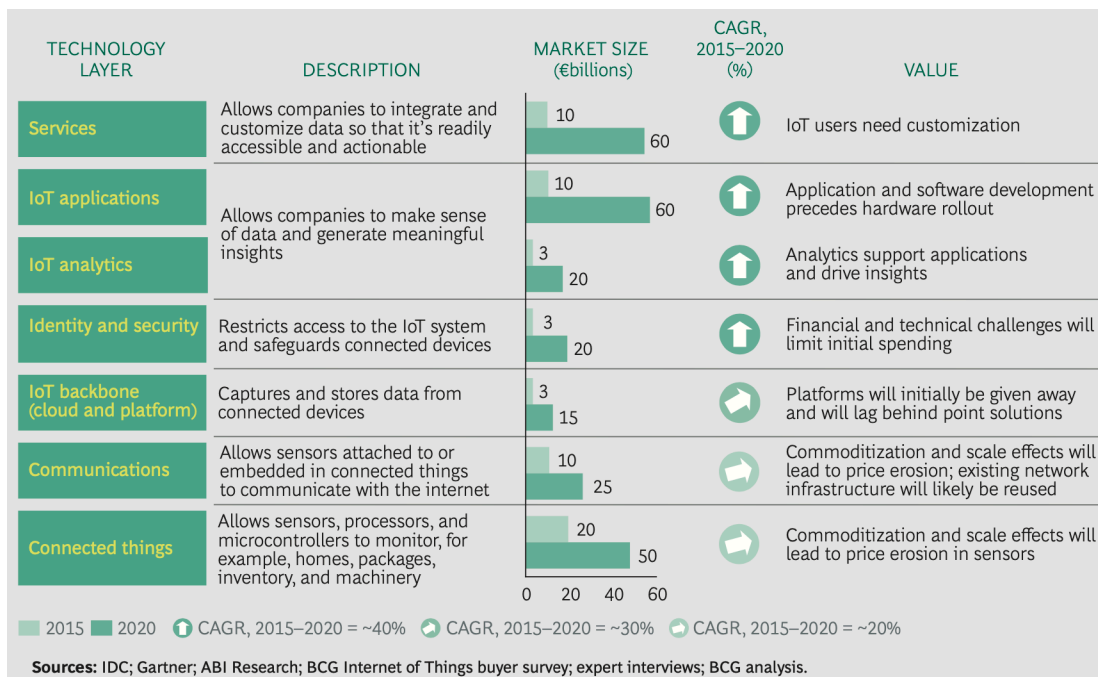 TECHNOLOGY
LAYER
DESCRIPTION
MARKET SIZE
(€billions)
CAGR,
2015–2020
(%)
VALUE
Services
Allows companies to integrate and
customize data so that it’s readily
accessible and actionable
10
60
IoT users need customization
IoT applications
Allows companies to make sense
of data and generate meaningful
insights
10
60
Application and software development
precedes hardware rollout
IoT analytics
3
20
Analytics support applications
and drive insights
Identity and security
Restricts access to the IoT system
and safeguards connected devices
3
20
Financial and technical challenges will
limit initial spending
IoT backbone
(cloud and platform)
Captures and stores data from
connected devices
3
15
Platforms will initially be given away
and will lag behind point solutions
Communications
Allows sensors attached to or
embedded in connected things
to communicate with the internet
10
25
Commoditization and scale effects will
lead to price erosion; existing network
infrastructure will likely be reused
Connected things
Allows sensors, processors, and
microcontrollers to monitor, for
example, homes, packages,
inventory, and machinery
20
50
Commoditization and scale effects will
lead to price erosion in sensors
0 20 40 60
2015 2020 CAGR, 2015–2020 = ~40% CAGR, 2015–2020 = ~30% CAGR, 2015–2020 = ~20%
Sources: IDC; Gartner; ABI Research; BCG Internet of Things buyer survey; expert interviews; BCG analysis.